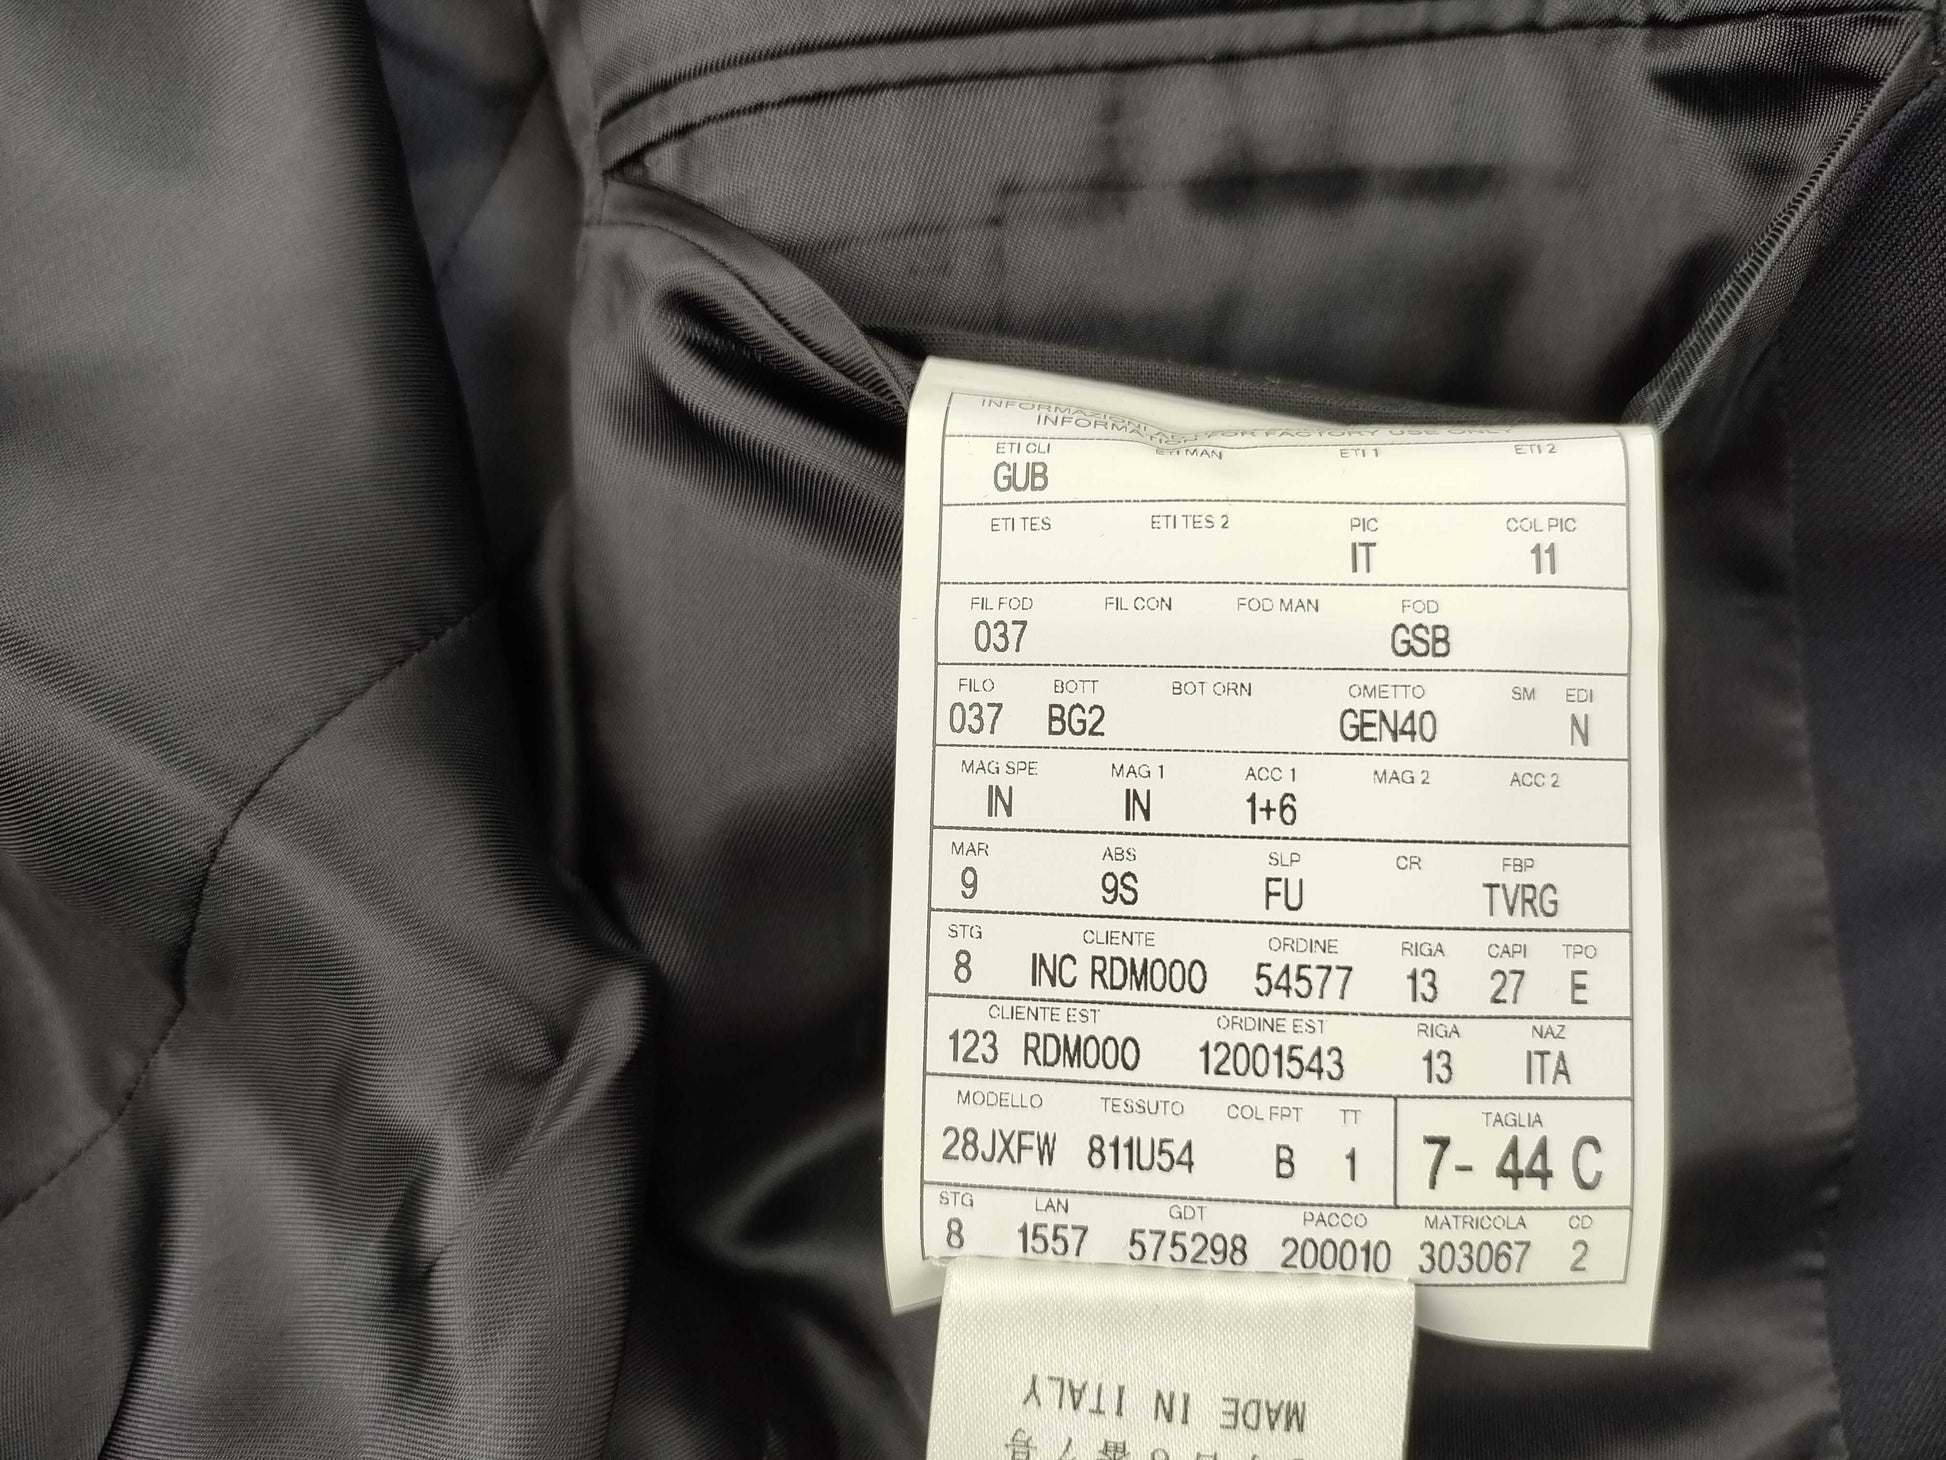 INFORMAZIONI AD
INFORMATION FOR FACTORY USE ONLY
ETI CLI ETI MAN ETI 1 ETI 2
GUB
ETI TES ETI TES 2 PIC COL PIC
IT 11
FIL FOD FIL CON FOD MAN FOD
037 GSB
FILO BOTT BOT ORN OMETTO SM EDI
037 BG2 GEN40 N
MAG SPE MAG 1 ACC 1 MAG 2 ACC 2
IN IN 1+6
MAR ABS SLP CR FBP
9 9S FU TVRG
STG CLIENTE ORDINE RIGA CAPI TPO
8 INC RDM000 54577 13 27 E
CLIENTE EST ORDINE EST RIGA NAZ
123 RDM000 12001543 13 ITA
MODELLO TESSUTO COL FPT TT TAGLIA
28JXFW 811U54 B 1 7- 44 C
STG LAN GDT PACCO MATRICOLA CD
8 1557 575298 200010 303067 2
MADE IN ITALY